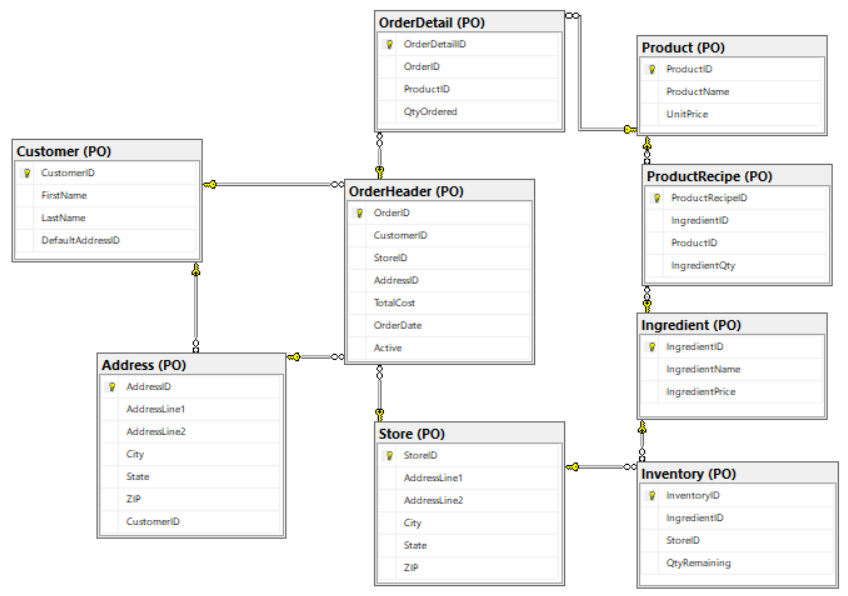 OrderDetail (PO)
OrderDetailID
OrderID
ProductID
QtyOrdered
Product (PO)
ProductID
ProductName
UnitPrice
Customer (PO)
CustomerID
FirstName
LastName
DefaultAddressID
OrderHeader (PO)
OrderID
CustomerID
StoreID
AddressID
TotalCost
OrderDate
Active
ProductRecipe (PO)
ProductRecipeID
IngredientID
ProductID
IngredientQty
Ingredient (PO)
IngredientID
IngredientName
IngredientPrice
Address (PO)
AddressID
AddressLine1
AddressLine2
City
State
ZIP
CustomerID
Store (PO)
StoreID
AddressLine1
AddressLine2
City
State
ZIP
Inventory (PO)
InventoryID
IngredientID
StoreID
QtyRemaining